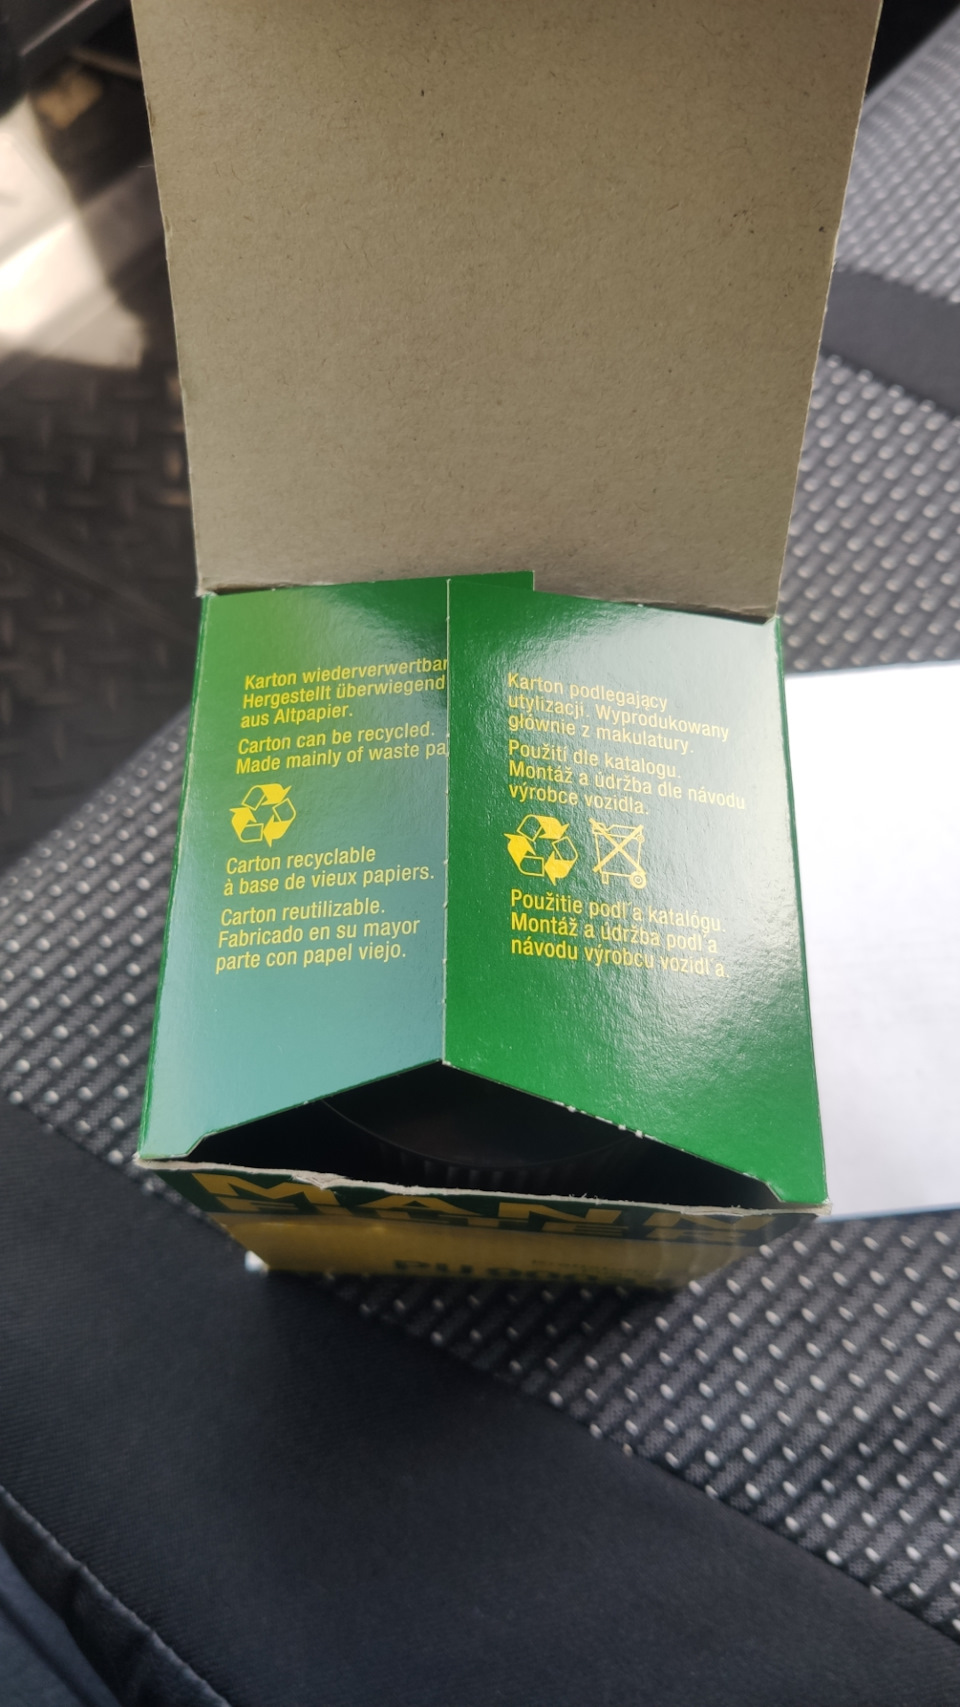 Karton wiederverwertbar
Hergestellt überwiegend
aus Altpapier.
Carton can be recycled.
Made mainly of waste pa
Carton recyclable
à base de vieux papiers.
Carton reutilizable.
Fabricado en su mayor
parte con papel viejo.
Karton podlegający
utylizacji. Wyprodukowany
głównie z makulatury.
Použití dle katalogu.
Montáž a údržba dle návodu
výrobce vozidla.
Použitie podľa katalógu.
Montáž a údržba podľa
návodu výrobcu vozidľa.
MANN
FILTER